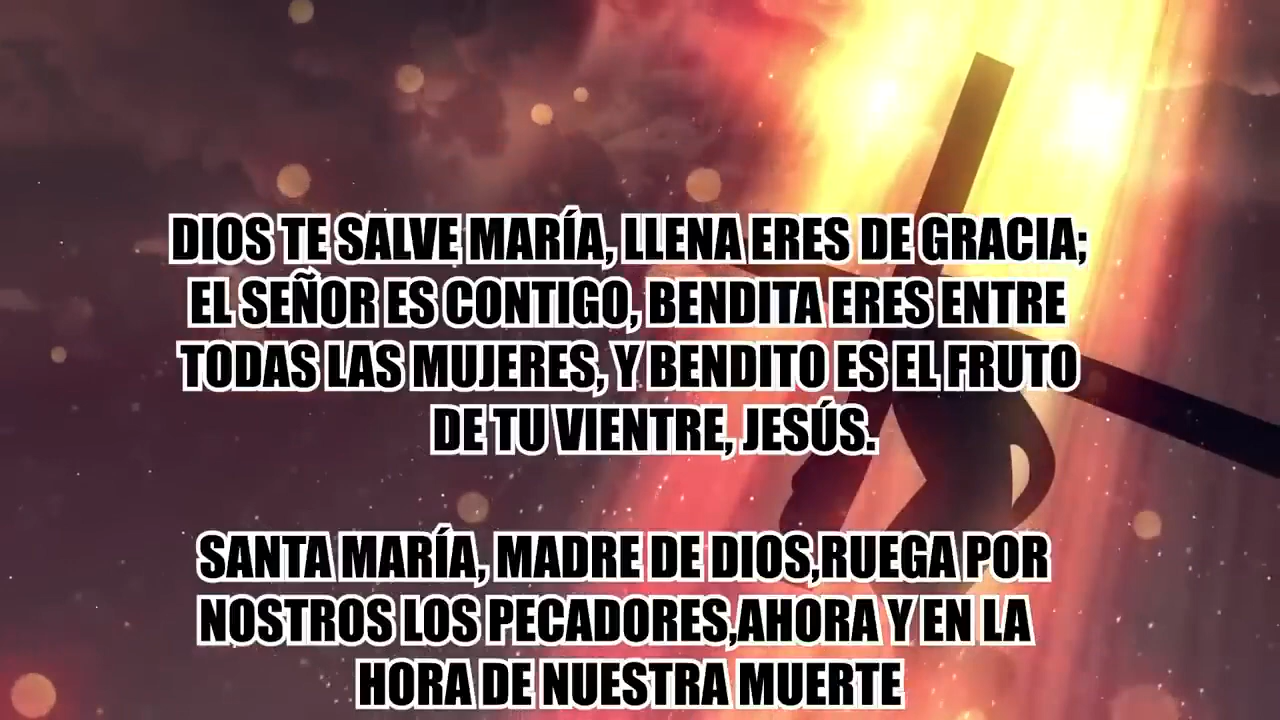 DIOS TE SALVE MARÍA, LLENA ERES DE GRACIA;
EL SEÑOR ES CONTIGO, BENDITA ERES ENTRE
TODAS LAS MUJERES, Y BENDITO ES EL FRUTO
DE TU VIENTRE, JESÚS.
SANTA MARÍA, MADRE DE DIOS,RUEGA POR
NOSTROS LOS PECADORES,AHORA Y EN LA
HORA DE NUESTRA MUERTE